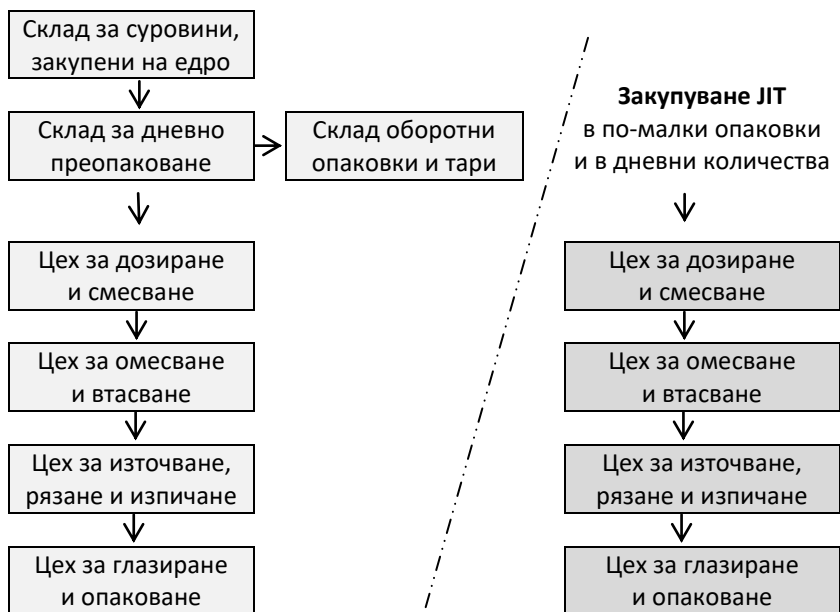 Склад за суровини,
закупени на едро
Склад за дневно
преопаковане
Склад оборотни
опаковки и тари
Цех за дозиране
и смесване
Цех за омесване
и втасване
Цех за източване,
рязане и изпичане
Цех за глазиране
и опаковане
Закупуване JIT
в по-малки опаковки
и в дневни количества
Цех за дозиране
и смесване
Цех за омесване
и втасване
Цех за източване,
рязане и изпичане
Цех за глазиране
и опаковане